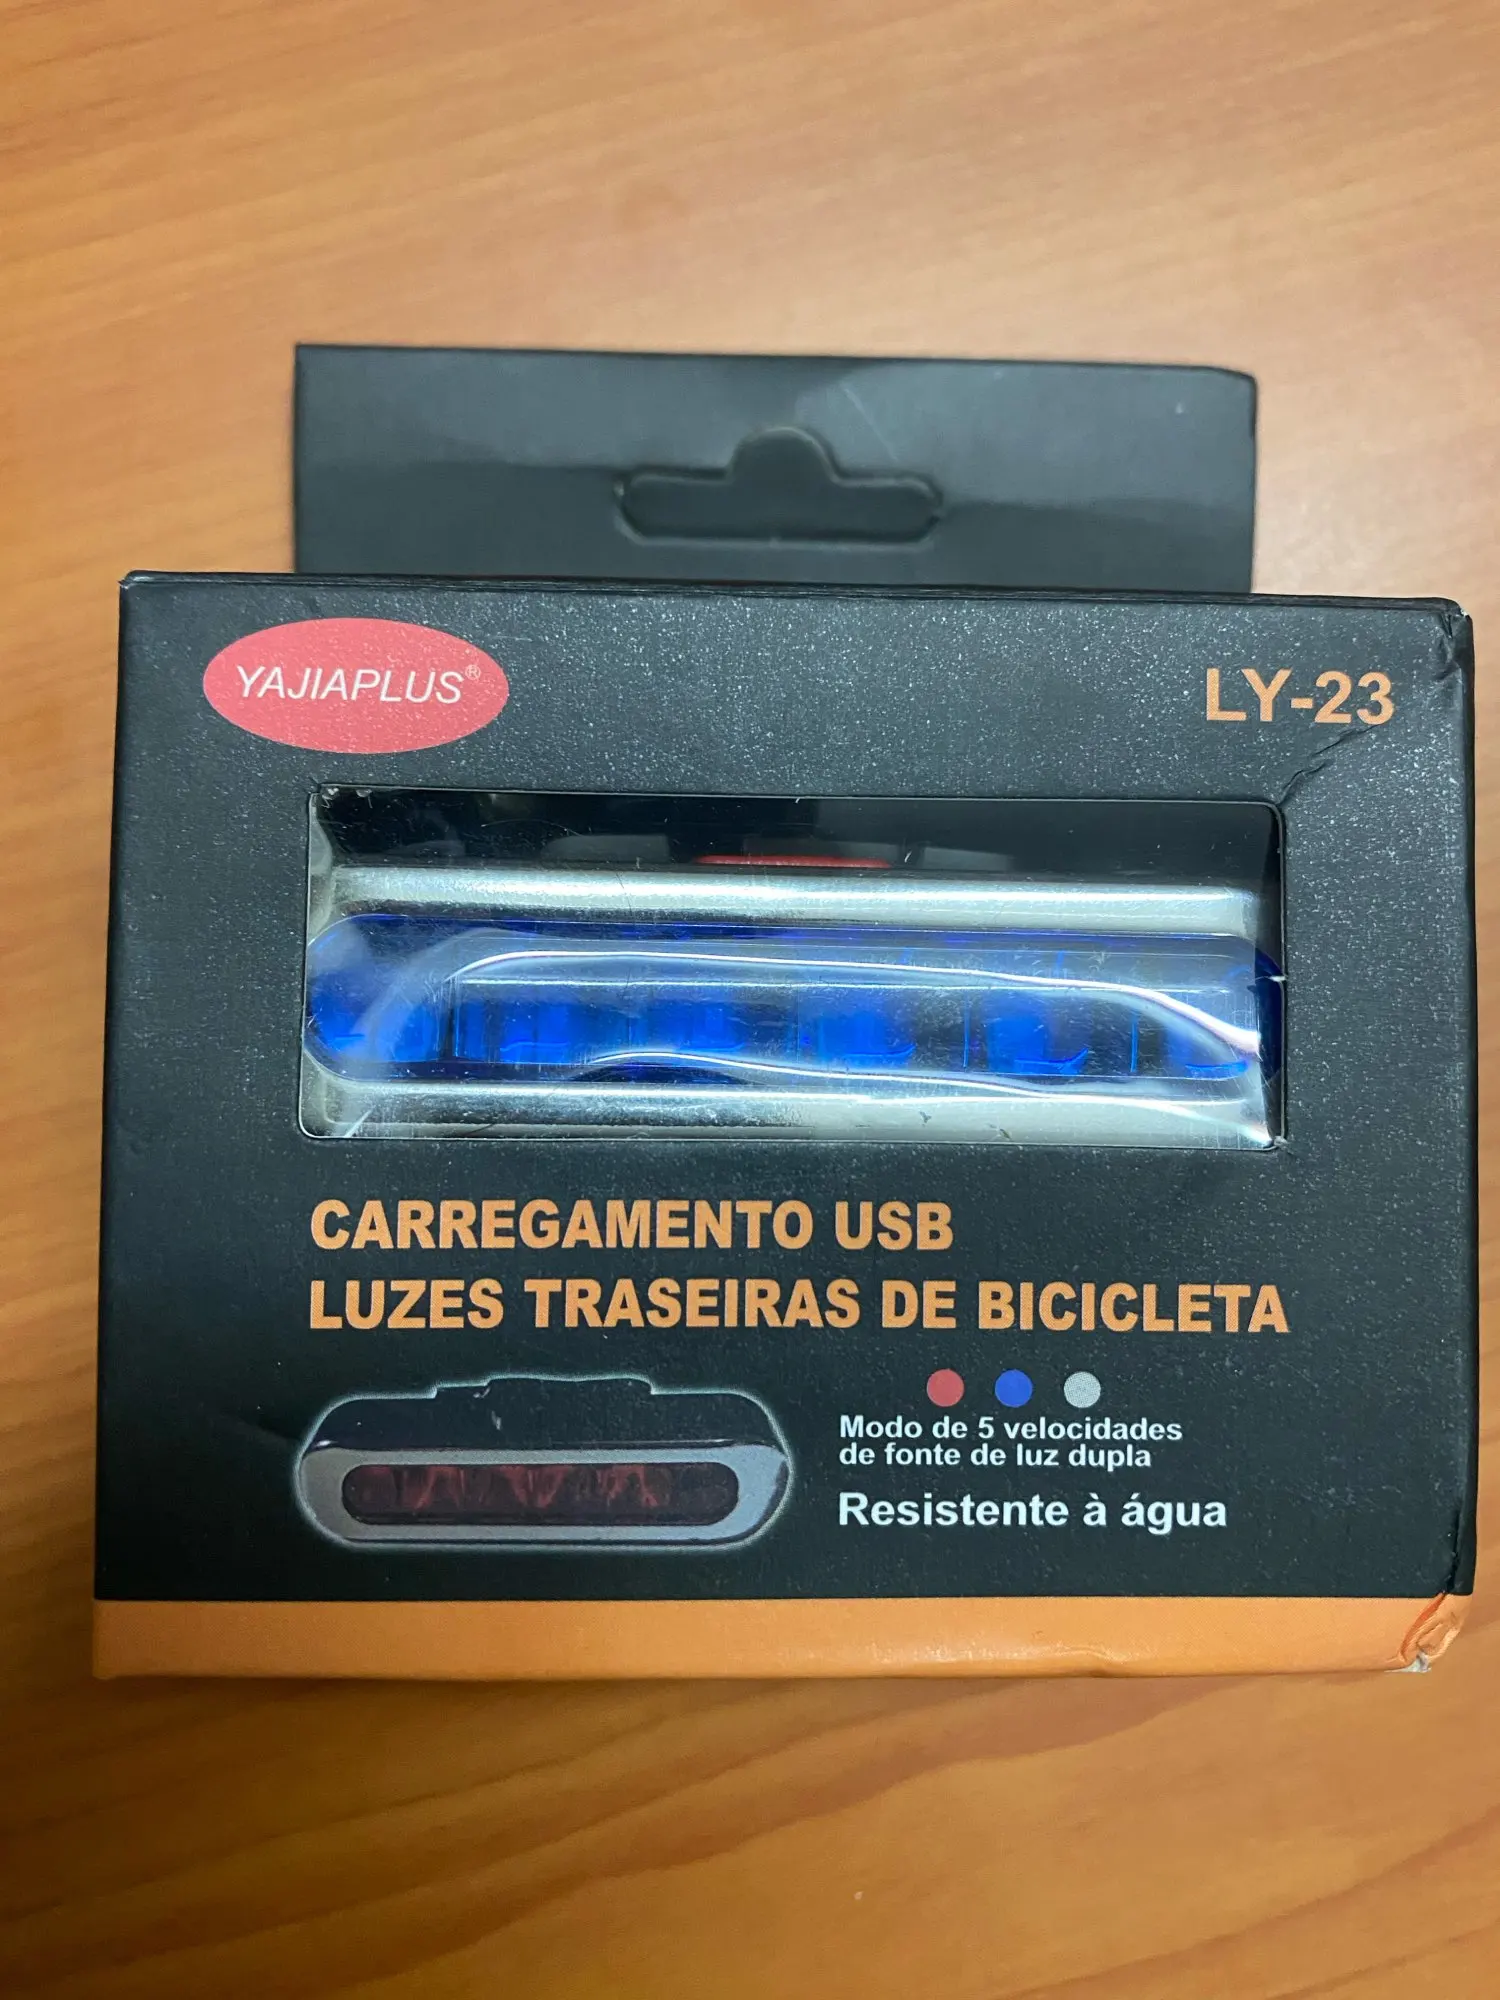 YAJIAPLUS®
LY-23
CARREGAMENTO USB
LUZES TRASEIRAS DE BICICLETA
Modo de 5 velocidades
de fonte de luz dupla
Resistente à água